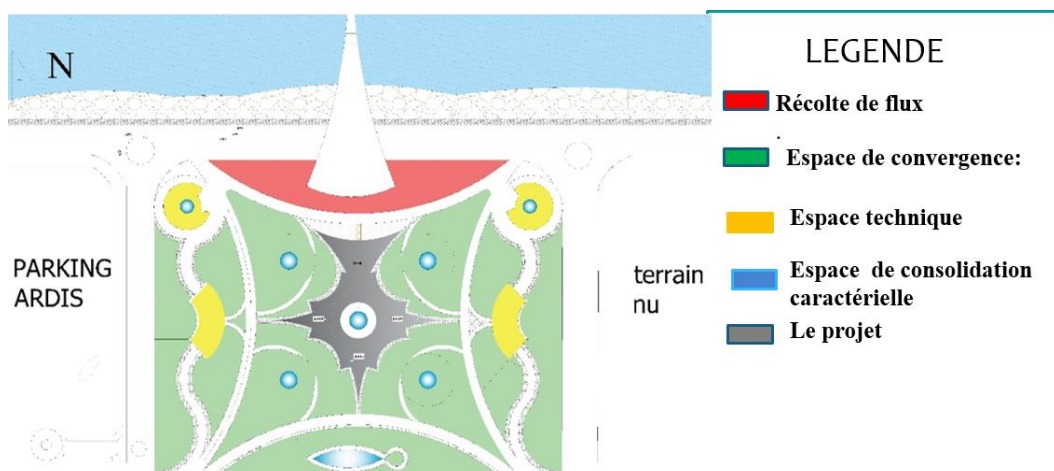 N
PARKING
ARDIS
terrain
nu
LEGENDE
Récolte de flux
.
Espace de convergence:
Espace technique
Espace de consolidation
caractérielle
Le projet